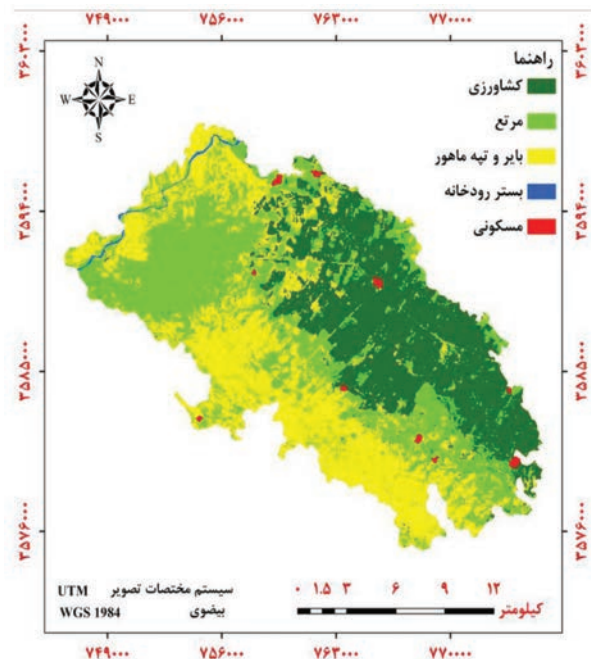 ۷۴۹۰۰۰ ۷۵۶۰۰۰ ۷۶۳۰۰۰ ۷۷۰۰۰۰
۳۶۰۳۰۰۰ ۳۶۰۳۰۰۰
N
W E
S
راهنما
کشاورزی
مرتع
بایر و تپه ماهور
بستر رودخانه
مسکونی
۳۵۹۴۰۰۰ ۳۵۹۴۰۰۰
۳۵۸۵۰۰۰ ۳۵۸۵۰۰۰
۳۵۷۶۰۰۰ ۳۵۷۶۰۰۰
سیستم مختصات تصویر UTM
بیضوی WGS 1984
۰ ۱.۵ ۳ ۶ ۹ ۱۲
کیلومتر
۷۴۹۰۰۰ ۷۵۶۰۰۰ ۷۶۳۰۰۰ ۷۷۰۰۰۰